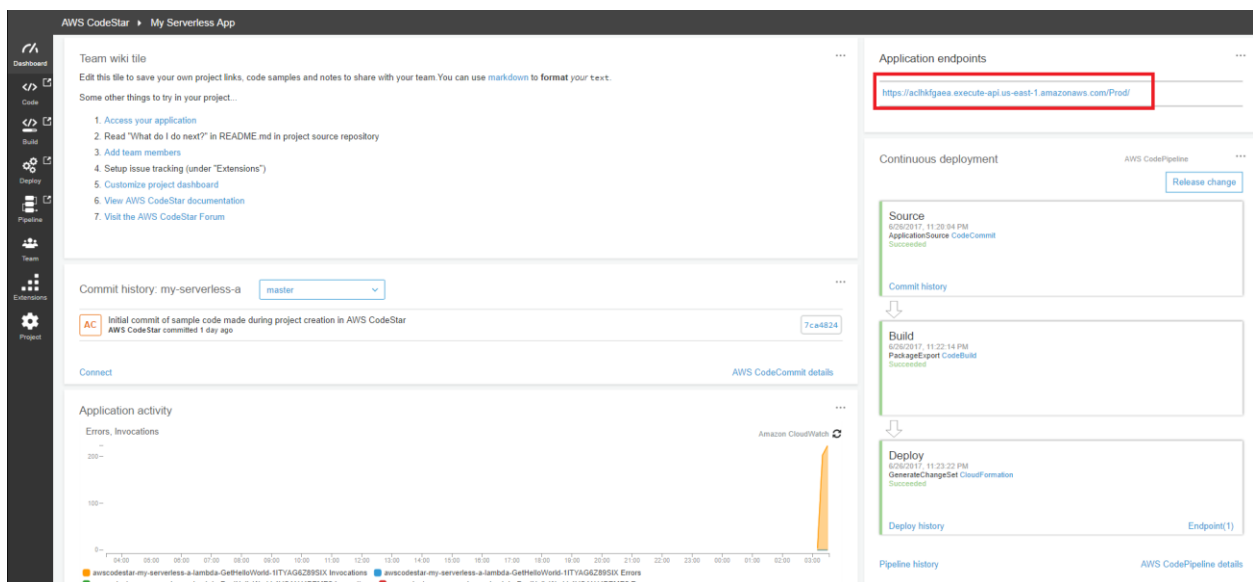 AWS CodeStar ▸ My Serverless App
Dashboard
Code
Build
Deploy
Pipeline
Team
Extensions
Project
Team wiki tile
Edit this tile to save your own project links, code samples and notes to share with your team.You can use markdown to format your text.
Some other things to try in your project...
1. Access your application
2. Read "What do I do next?" in README.md in project source repository
3. Add team members
4. Setup issue tracking (under "Extensions")
5. Customize project dashboard
6. View AWS CodeStar documentation
7. Visit the AWS CodeStar Forum
Commit history: my-serverless-a
master
AC
Initial commit of sample code made during project creation in AWS CodeStar
AWS CodeStar committed 1 day ago
7ca4824
Connect
AWS CodeCommit details
Application activity
Errors, Invocations
Amazon CloudWatch
200
100
0
04:00 05:00 06:00 07:00 08:00 09:00 10:00 11:00 12:00 13:00 14:00 15:00 16:00 17:00 18:00 19:00 20:00 21:00 22:00 23:00 00:00 01:00 02:00 03:00
awscodestar-my-serverless-a-lambda-GetHelloWorld-1ITYAG6Z89SIX Invocations awscodestar-my-serverless-a-lambda-GetHelloWorld-1ITYAG6Z89SIX Errors
Application endpoints
https://aclhkfgaea.execute-api.us-east-1.amazonaws.com/Prod/
Continuous deployment
AWS CodePipeline
Release change
Source
6/26/2017, 11:20:04 PM
ApplicationSource CodeCommit
Succeeded
Commit history
Build
6/26/2017, 11:22:14 PM
PackageExport CodeBuild
Succeeded
Deploy
6/26/2017, 11:23:22 PM
GenerateChangeSet CloudFormation
Succeeded
Deploy history
Endpoint(1)
Pipeline history
AWS CodePipeline details